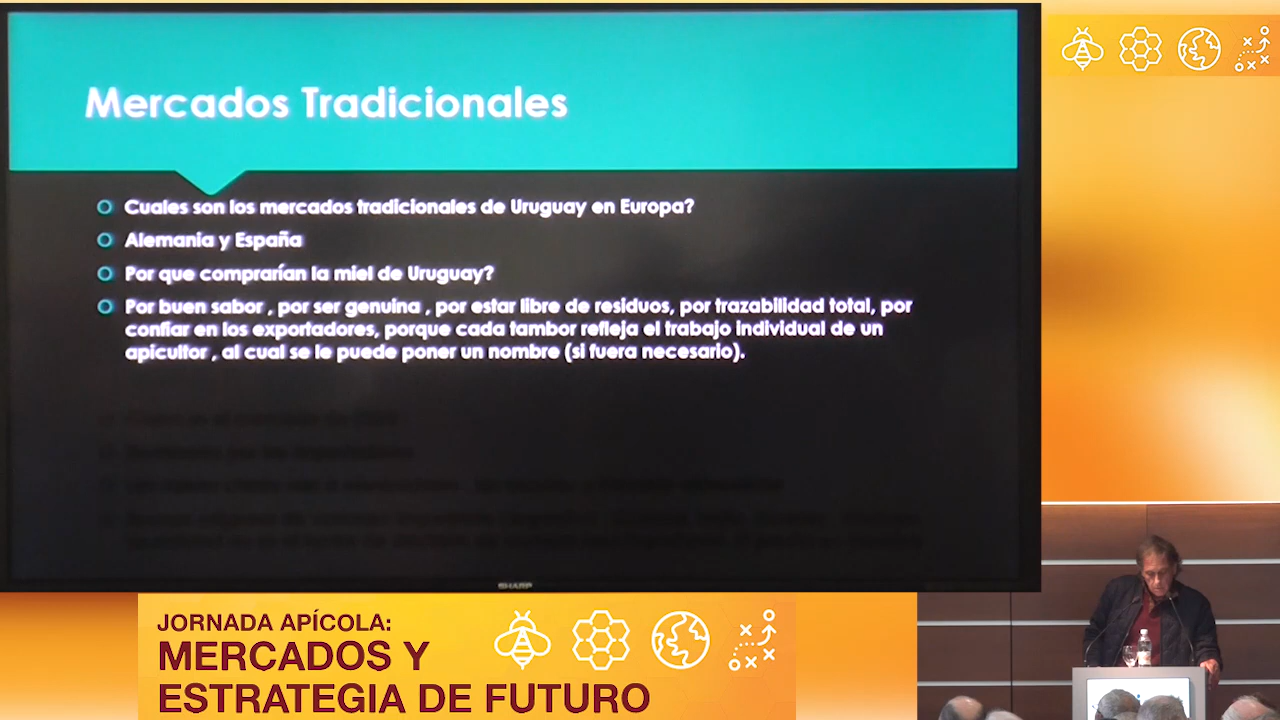 Mercados Tradicionales
Cuales son los mercados tradicionales de Uruguay en Europa?
Alemania y España
Por que comprarían la miel de Uruguay?
Por buen sabor , por ser genuina , por estar libre de residuos, por trazabilidad total, por
confiar en los exportadores, porque cada tambor refleja el trabajo individual de un
apicultor , al cual se le puede poner un nombre (si fuera necesario).
SHARP
JORNADA APÍCOLA:
MERCADOS Y
ESTRATEGIA DE FUTURO